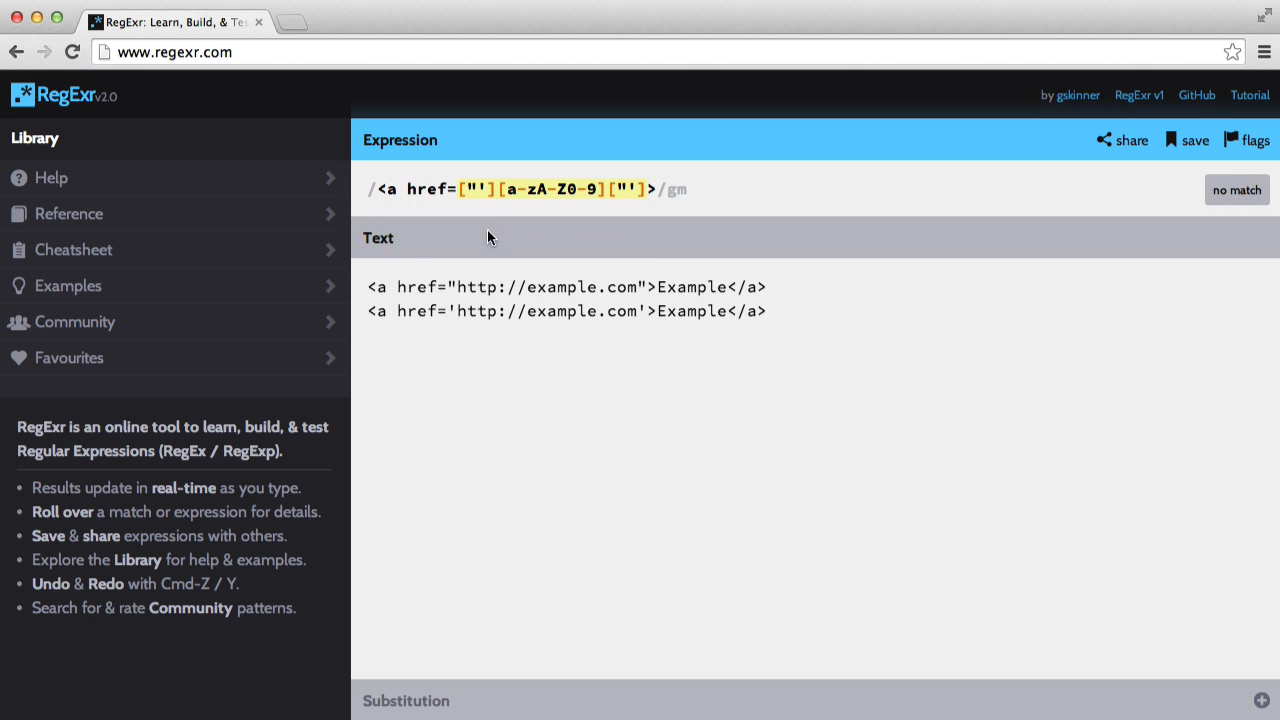 RegExr: Learn, Build, & Tes
www.regexr.com
RegExr v2.0
by gskinner RegExr v1 GitHub Tutorial
Library
Help
Reference
Cheatsheet
Examples
Community
Favourites
RegExr is an online tool to learn, build, & test
Regular Expressions (RegEx / RegExp).
• Results update in real-time as you type.
• Roll over a match or expression for details.
• Save & share expressions with others.
• Explore the Library for help & examples.
• Undo & Redo with Cmd-Z / Y.
• Search for & rate Community patterns.
Expression share save flags
/<a href=["'][a-zA-Z0-9]["']>/gm no match
Text
<a href="http://example.com">Example</a>
<a href='http://example.com'>Example</a>
Substitution